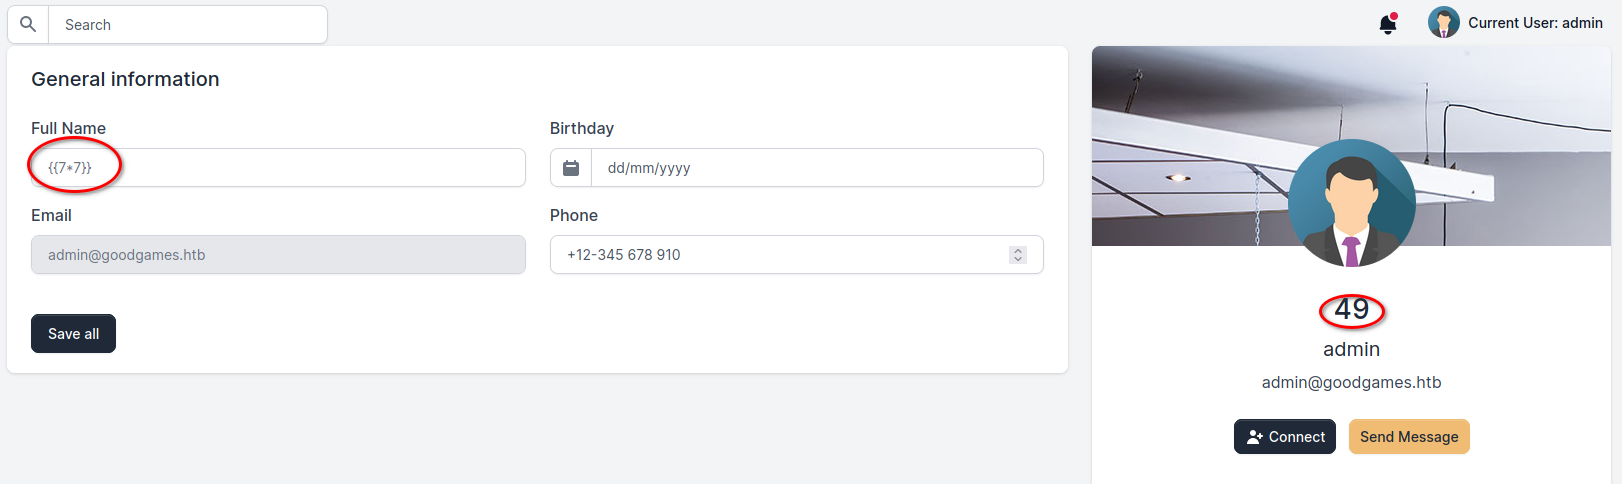 Search
Current User: admin
General information
Full Name
Birthday
{{7*7}}
dd/mm/yyyy
Email
Phone
admin@goodgames.htb
+12-345 678 910
Save all
49
admin
admin@goodgames.htb
Connect
Send Message